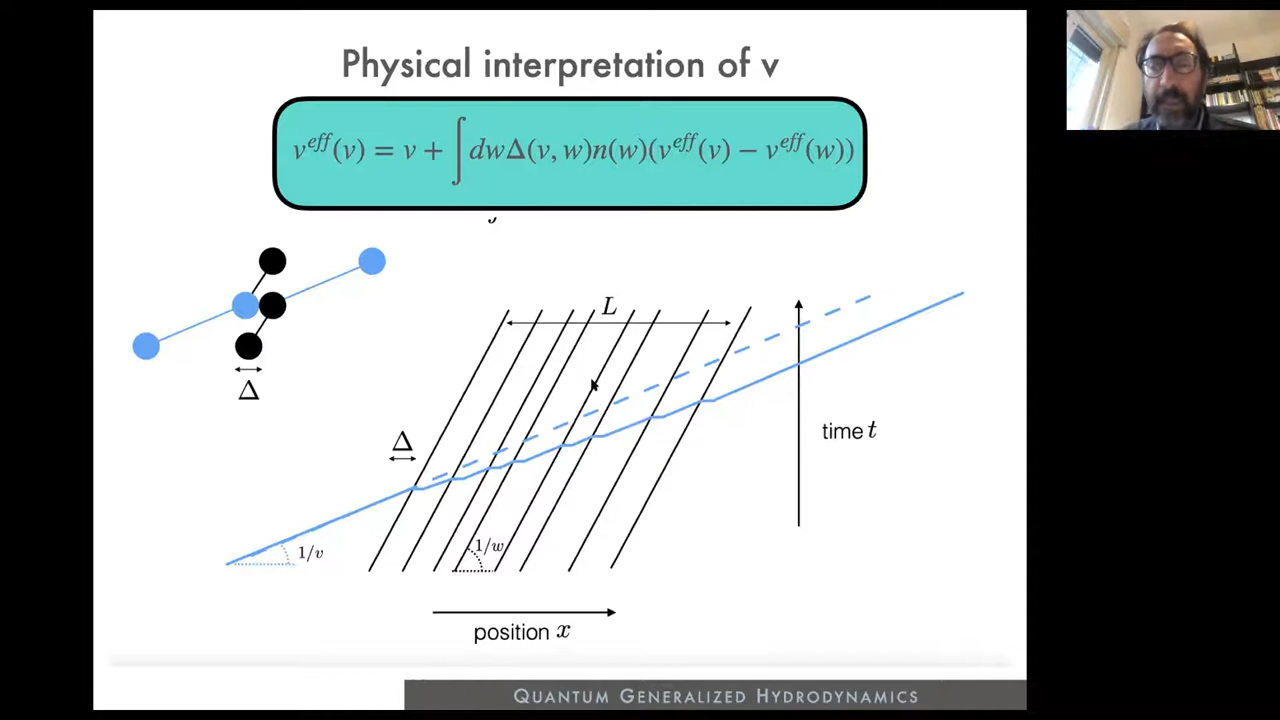 Physical interpretation of v
v^{eff}(v) = v + ∫ dwΔ(v, w)n(w)(v^{eff}(v) − v^{eff}(w))
L
Δ
Δ
time t
1/v
1/w
position x
QUANTUM GENERALIZED HYDRODYNAMICS